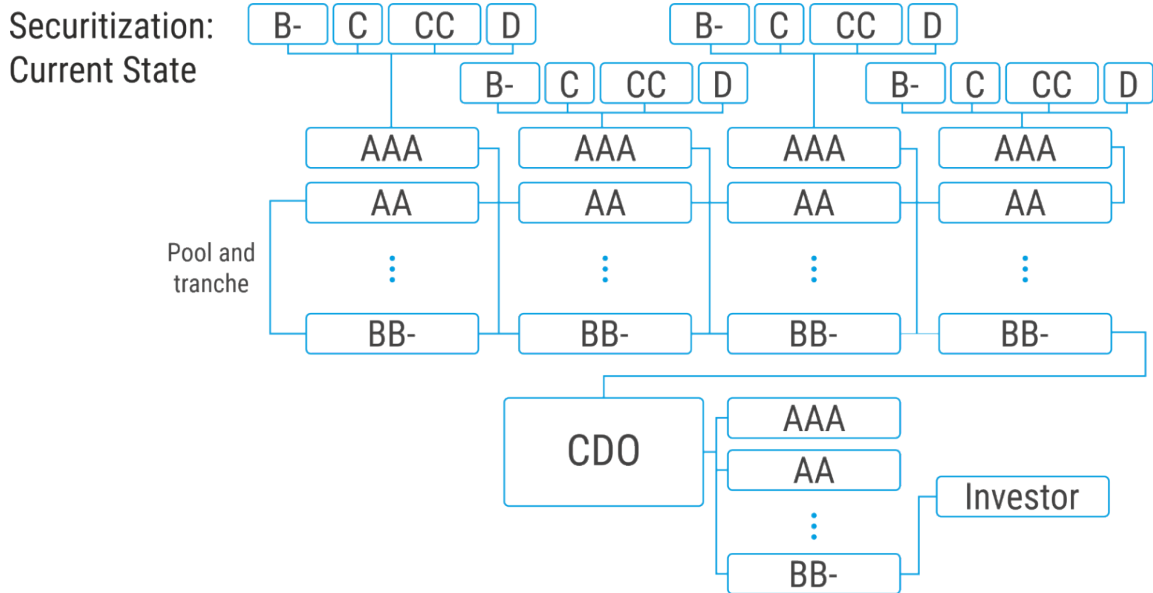 Securitization:
Current State
B- C CC D B- C CC D
B- C CC D B- C CC D
AAA AAA AAA AAA
AA AA AA AA
Pool and
tranche
BB- BB- BB- BB-
CDO
AAA
AA
Investor
BB-